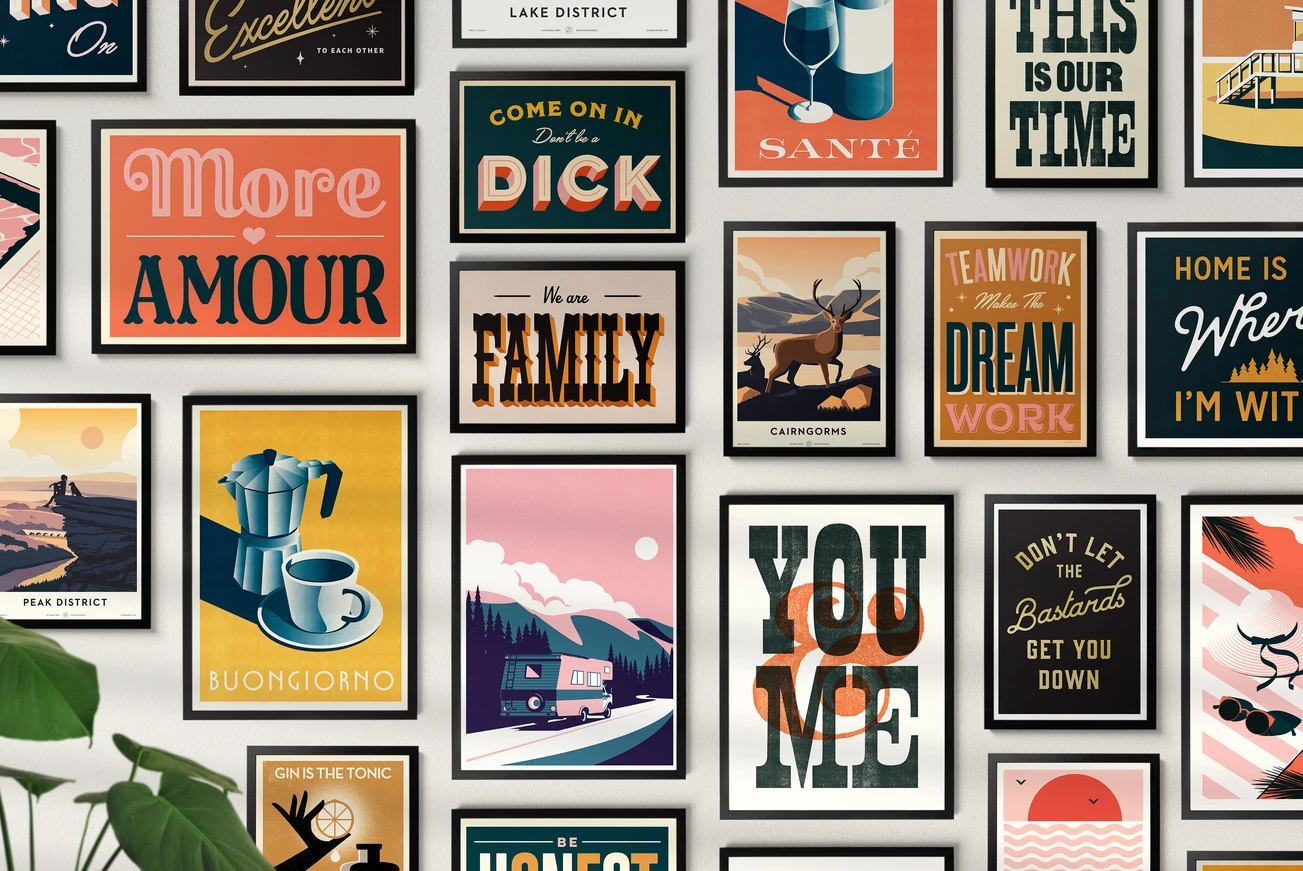 On
Excellent
TO EACH OTHER
LAKE DISTRICT
SANTÉ
THIS
IS OUR
TIME
More
AMOUR
COME ON IN
Don't be a
DICK
We are
FAMILY
CAIRNGORMS
TEAMWORK
Makes The
DREAM
WORK
HOME IS
I'M WIT
PEAK DISTRICT
BUONGIORNO
YOU
&
ME
DON'T LET
THE
Bastards
GET YOU
DOWN
GIN IS THE TONIC
BE
HONEST